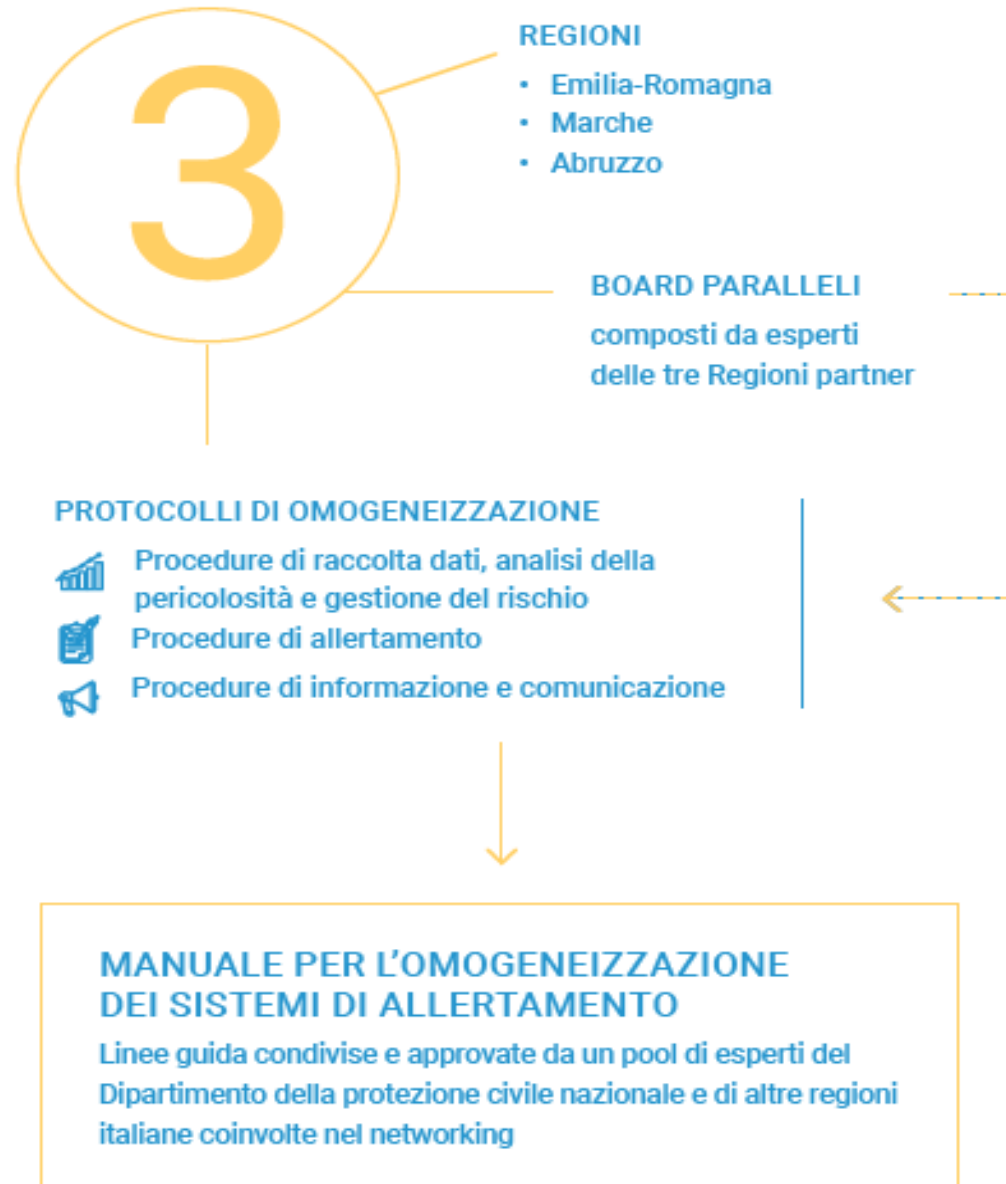 3
REGIONI
• Emilia-Romagna
• Marche
• Abruzzo
BOARD PARALLELI
composti da esperti
delle tre Regioni partner
PROTOCOLLI DI OMOGENEIZZAZIONE
Procedure di raccolta dati, analisi della
pericolosità e gestione del rischio
Procedure di allertamento
Procedure di informazione e comunicazione
MANUALE PER L'OMOGENEIZZAZIONE
DEI SISTEMI DI ALLERTAMENTO
Linee guida condivise e approvate da un pool di esperti del
Dipartimento della protezione civile nazionale e di altre regioni
italiane coinvolte nel networking